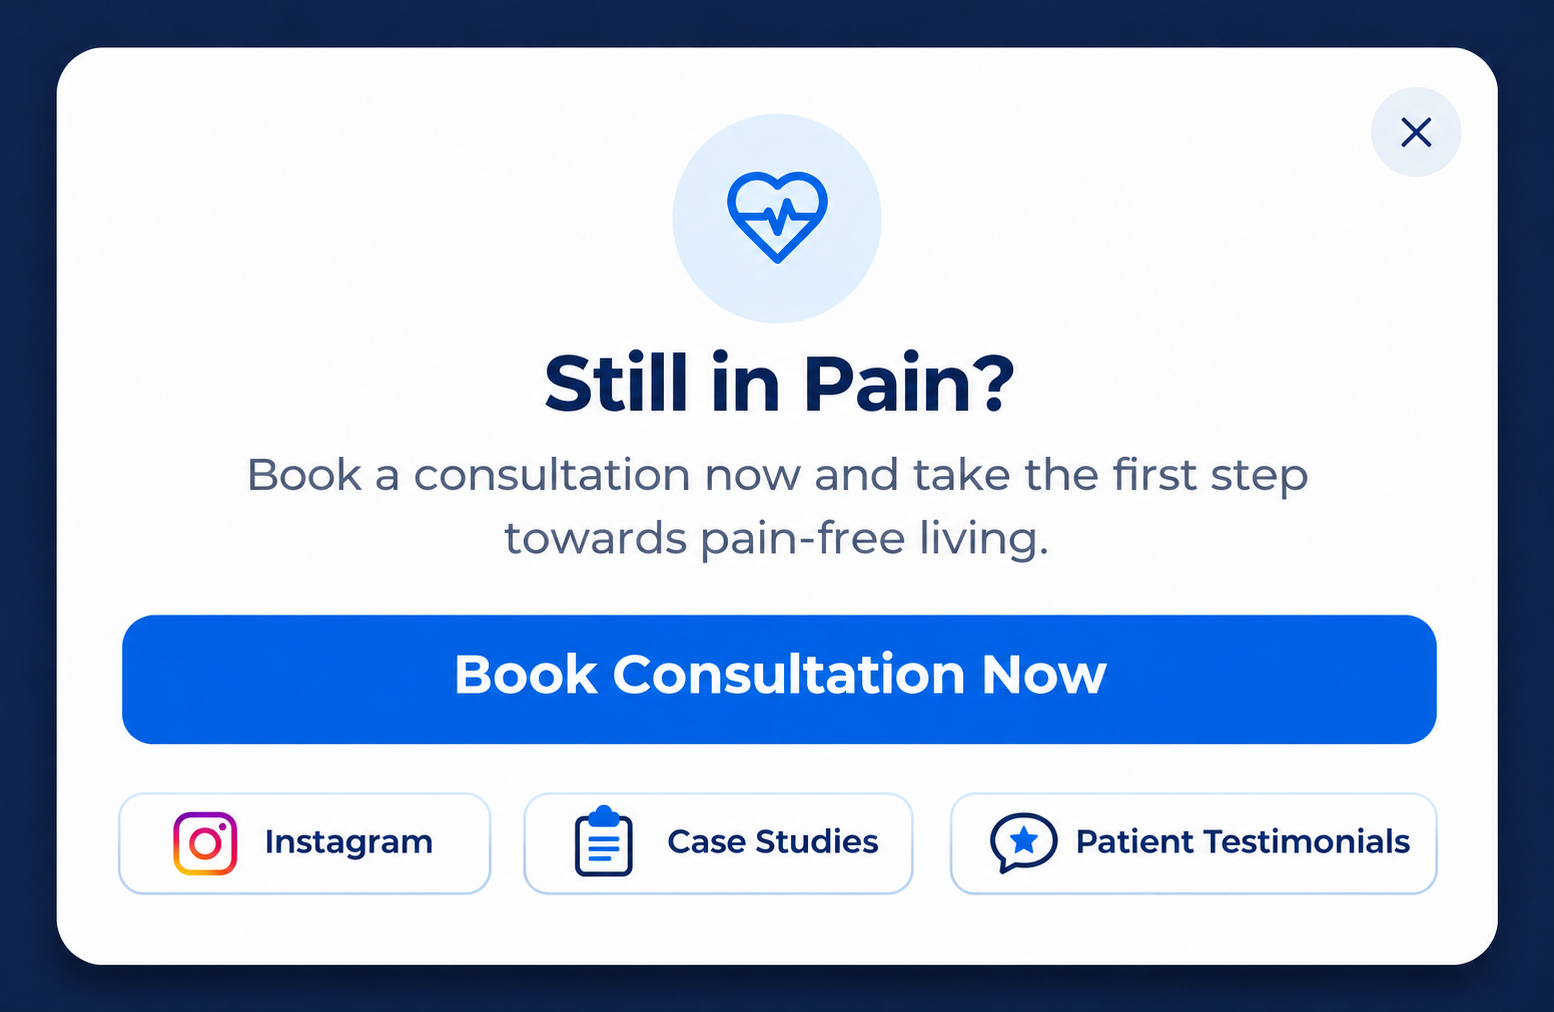 Still in Pain?
Book a consultation now and take the first step
towards pain-free living.
Book Consultation Now
Instagram
Case Studies
Patient Testimonials